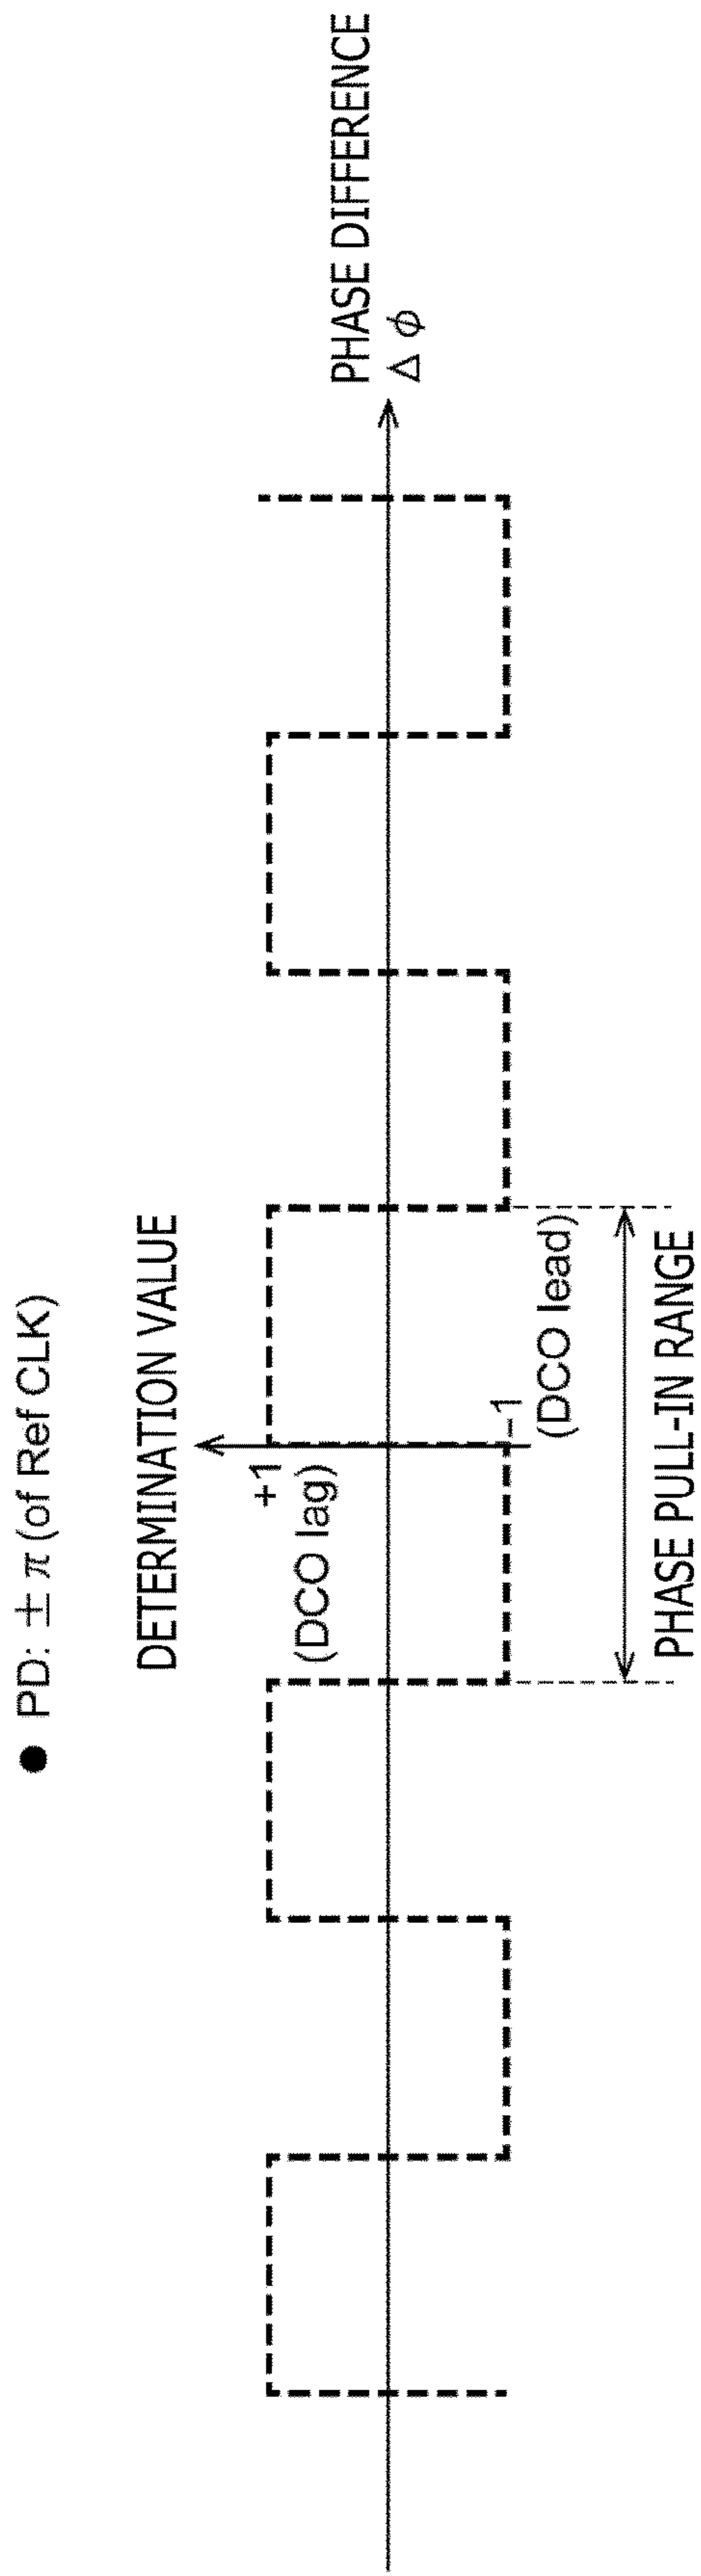 ● PD: ±π (of Ref CLK)
DETERMINATION VALUE
+1
(DCO lag)
PHASE DIFFERENCE
Δ ϕ
−1
(DCO lead)
PHASE PULL-IN RANGE